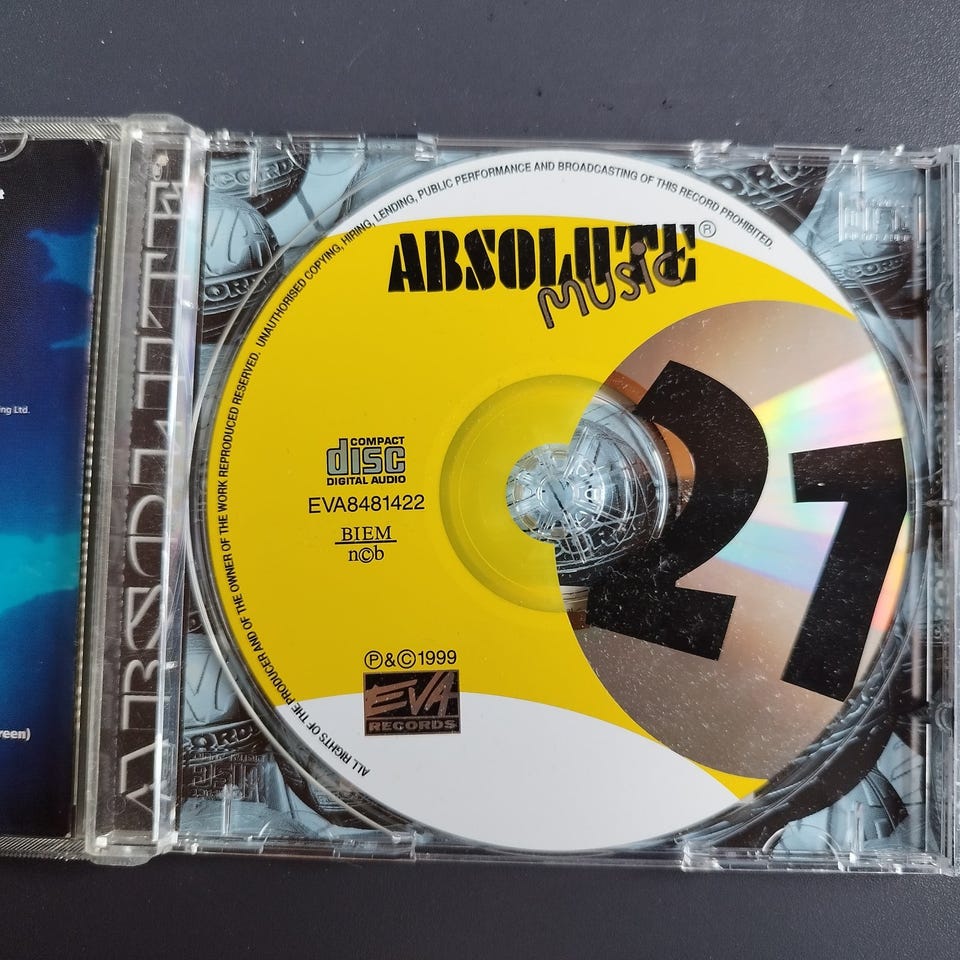 t
ng Ltd.
reen)
ABSOLUTE
UNAUTHORISED COPYING, HIRING, LENDING, PUBLIC PERFORMANCE AND BROADCASTING OF THIS RECORD PROHIBITED.
ABSOLUTE®
music
27
COMPACT
disc
DIGITAL AUDIO
EVA8481422
BIEM
n©b
℗&©1999
EVA
RECORDS
ALL RIGHTS OF THE PRODUCER AND OF THE OWNER OF THE WORK REPRODUCED RESERVED.